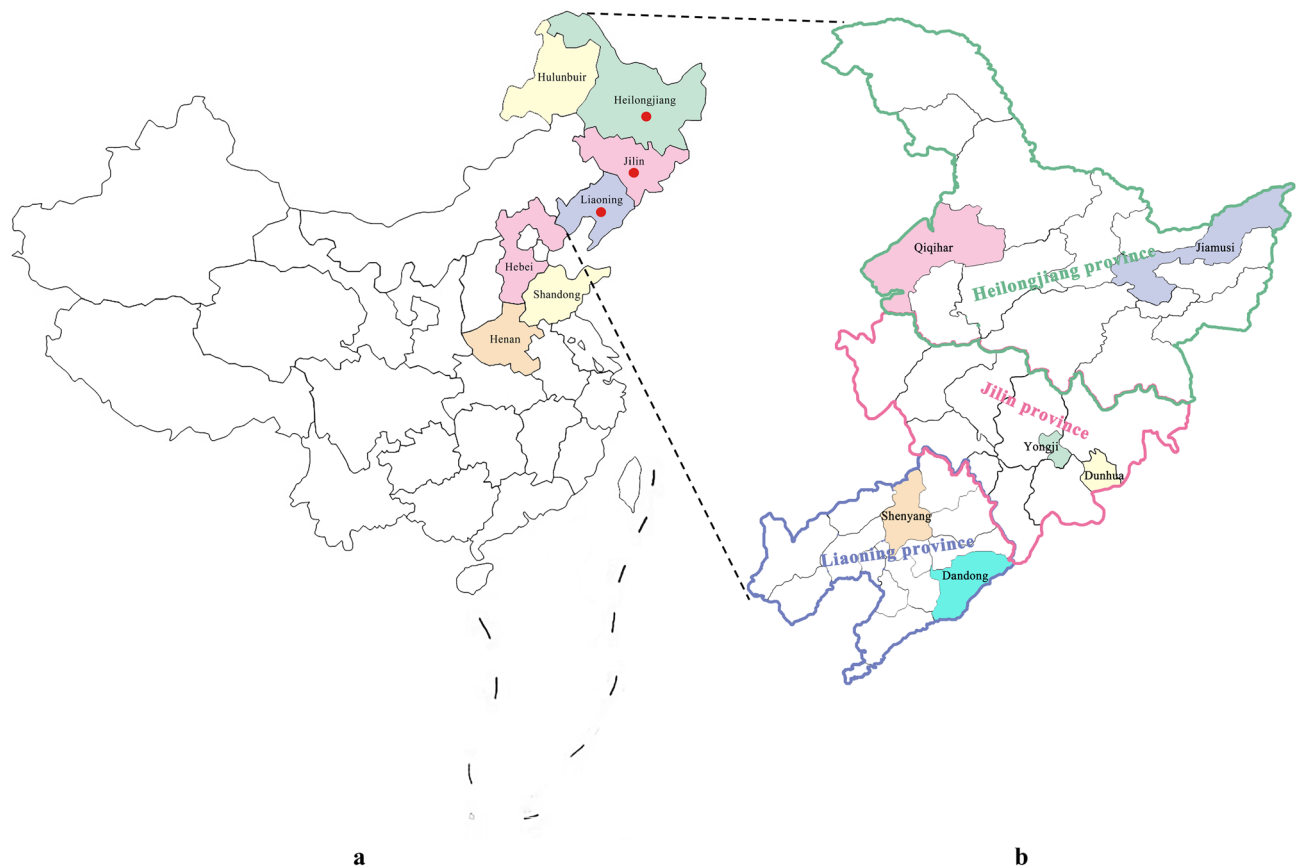 Hulunbuir
Heilongjiang
Jilin
Liaoning
Hebei
Shandong
Henan
a
Qiqihar
Jiamusi
Heilongjiang province
Jilin province
Yongji
Dunhua
Shenyang
Liaoning province
Dandong
b